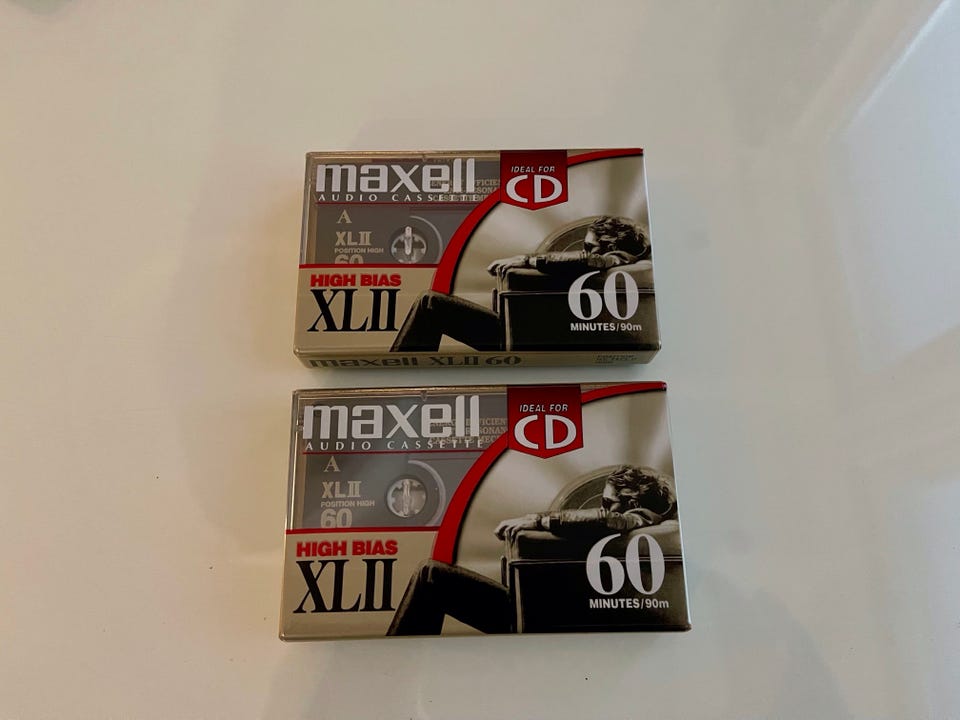 maxell
AUDIO CASSETTE
IDEAL FOR
CD
A
XLII
POSITION HIGH
60
HIGH BIAS
XLII
60
MINUTES/90m
maxell XLII 60
maxell
AUDIO CASSETTE
IDEAL FOR
CD
A
XLII
POSITION HIGH
60
HIGH BIAS
XLII
60
MINUTES/90m